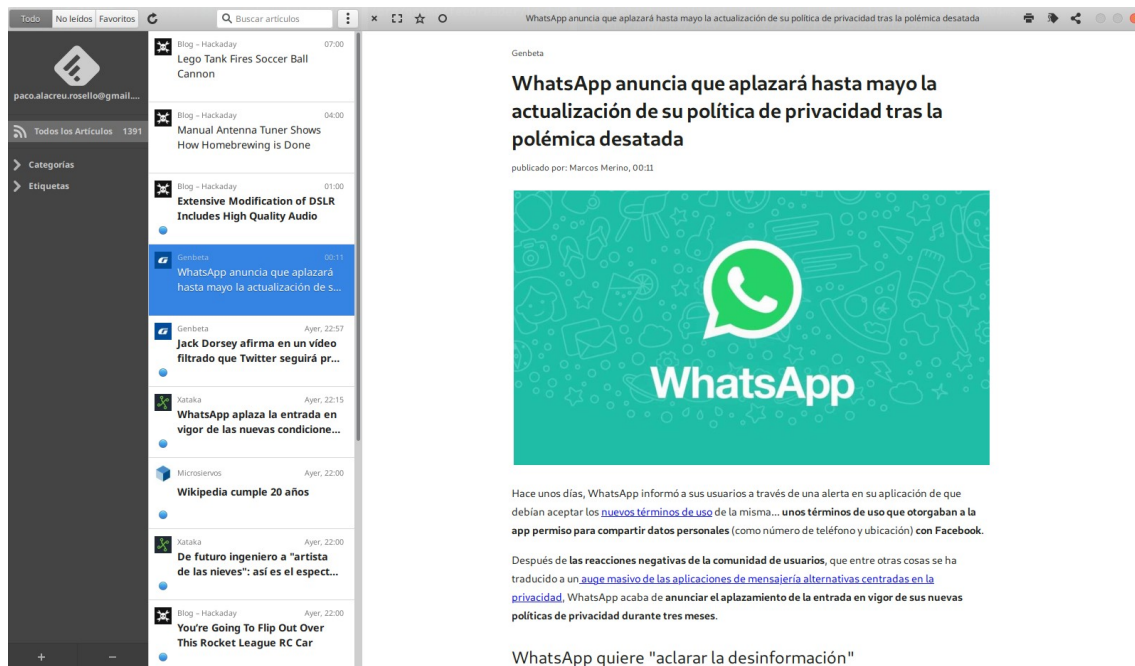 Todo No leídos Favoritos
Buscar artículos
WhatsApp anuncia que aplazará hasta mayo la actualización de su política de privacidad tras la polémica desatada
paco.alacreu.rosello@gmail....
Todos los Artículos 1391
Categorías
Etiquetas
Blog – Hackaday 07:00
Lego Tank Fires Soccer Ball
Cannon
Blog – Hackaday 04:00
Manual Antenna Tuner Shows
How Homebrewing is Done
Blog – Hackaday 01:00
Extensive Modification of DSLR
Includes High Quality Audio
Genbeta 00:11
WhatsApp anuncia que aplazará
hasta mayo la actualización de s...
Genbeta Ayer, 22:57
Jack Dorsey afirma en un vídeo
filtrado que Twitter seguirá pr...
Xataka Ayer, 22:15
WhatsApp aplaza la entrada en
vigor de las nuevas condicione...
Microsiervos Ayer, 22:00
Wikipedia cumple 20 años
Xataka Ayer, 22:00
De futuro ingeniero a "artista
de las nieves": así es el espect...
Blog – Hackaday Ayer, 22:00
You're Going To Flip Out Over
This Rocket League RC Car
Genbeta
WhatsApp anuncia que aplazará hasta mayo la
actualización de su política de privacidad tras la
polémica desatada
publicado por: Marcos Merino, 00:11
WhatsApp
Hace unos días, WhatsApp informó a sus usuarios a través de una alerta en su aplicación de que
debían aceptar los nuevos términos de uso de la misma... unos términos de uso que otorgaban a la
app permiso para compartir datos personales (como número de teléfono y ubicación) con Facebook.
Después de las reacciones negativas de la comunidad de usuarios, que entre otras cosas se ha
traducido a un auge masivo de las aplicaciones de mensajería alternativas centradas en la
privacidad, WhatsApp acaba de anunciar el aplazamiento de la entrada en vigor de sus nuevas
políticas de privacidad durante tres meses.
WhatsApp quiere "aclarar la desinformación"